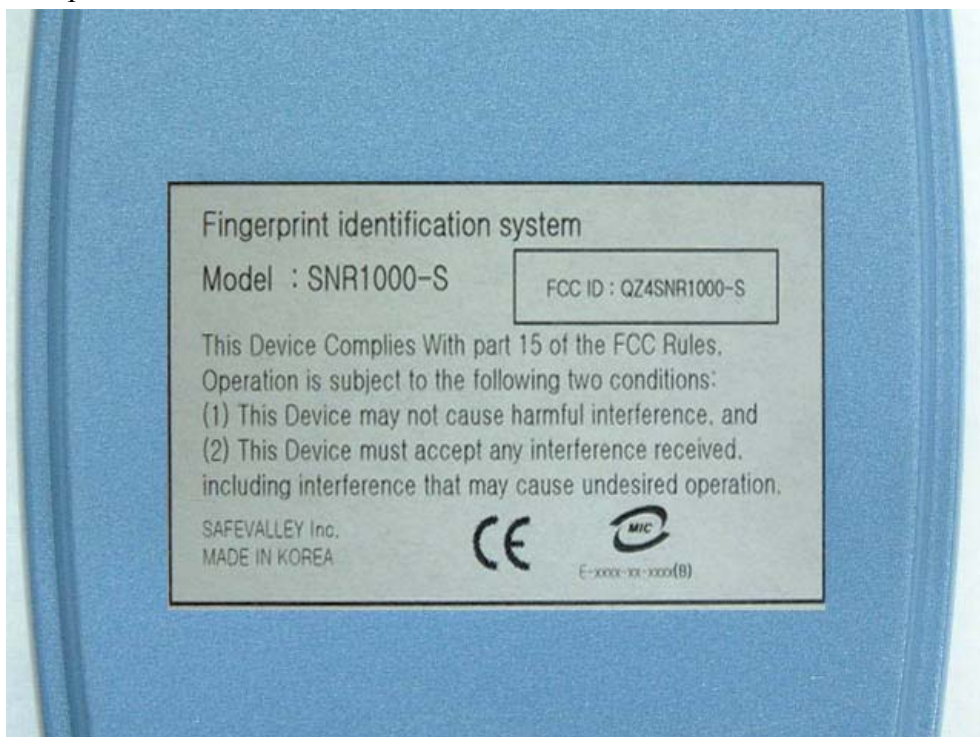 Fingerprint identification system
Model : SNR1000-S
FCC ID : QZ4SNR1000-S
This Device Complies With part 15 of the FCC Rules,
Operation is subject to the following two conditions:
(1) This Device may not cause harmful interference, and
(2) This Device must accept any interference received,
including interference that may cause undesired operation.
SAFEVALLEY Inc.
MADE IN KOREA
CE
MIC
E-xxxx-xx-xxxx(B)